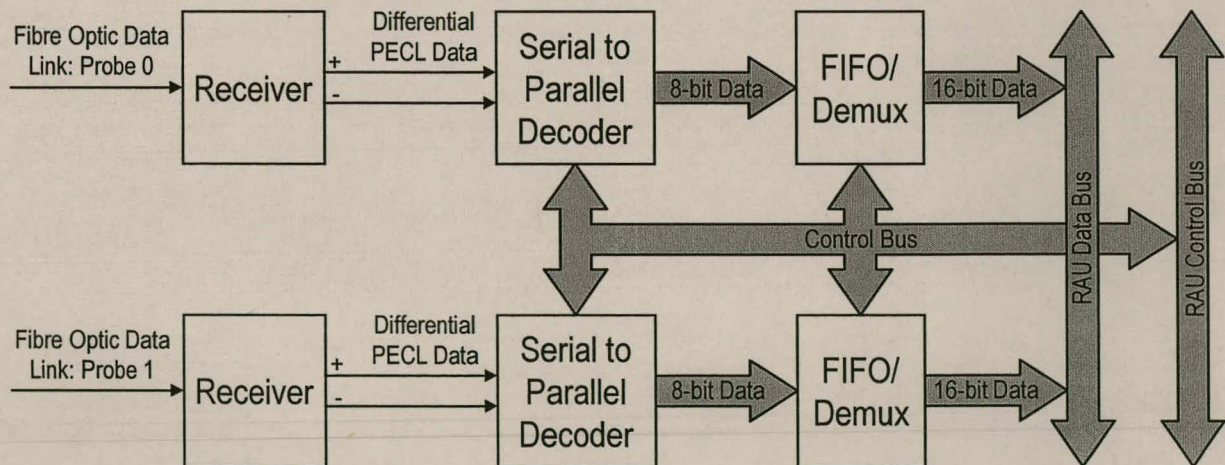 Fibre Optic Data
Link: Probe 0
Receiver
+
-
Differential
PECL Data
Serial to
Parallel
Decoder
8-bit Data
FIFO/
Demux
16-bit Data
Control Bus
RAU Data Bus
RAU Control Bus
Fibre Optic Data
Link: Probe 1
Receiver
+
-
Differential
PECL Data
Serial to
Parallel
Decoder
8-bit Data
FIFO/
Demux
16-bit Data